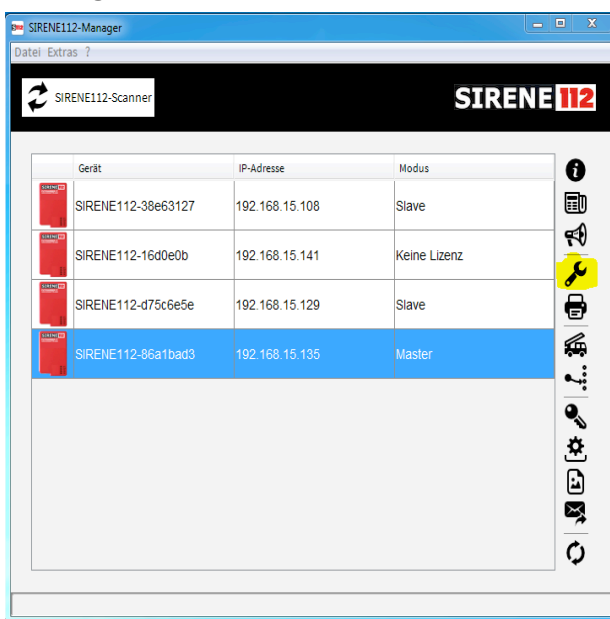 SIRENE112-Manager
Datei Extras ?
SIRENE112-Scanner
SIRENE112
Gerät IP-Adresse Modus
SIRENE112-38e63127 192.168.15.108 Slave
SIRENE112-16d0e0b 192.168.15.141 Keine Lizenz
SIRENE112-d75c6e5e 192.168.15.129 Slave
SIRENE112-86a1bad3 192.168.15.135 Master